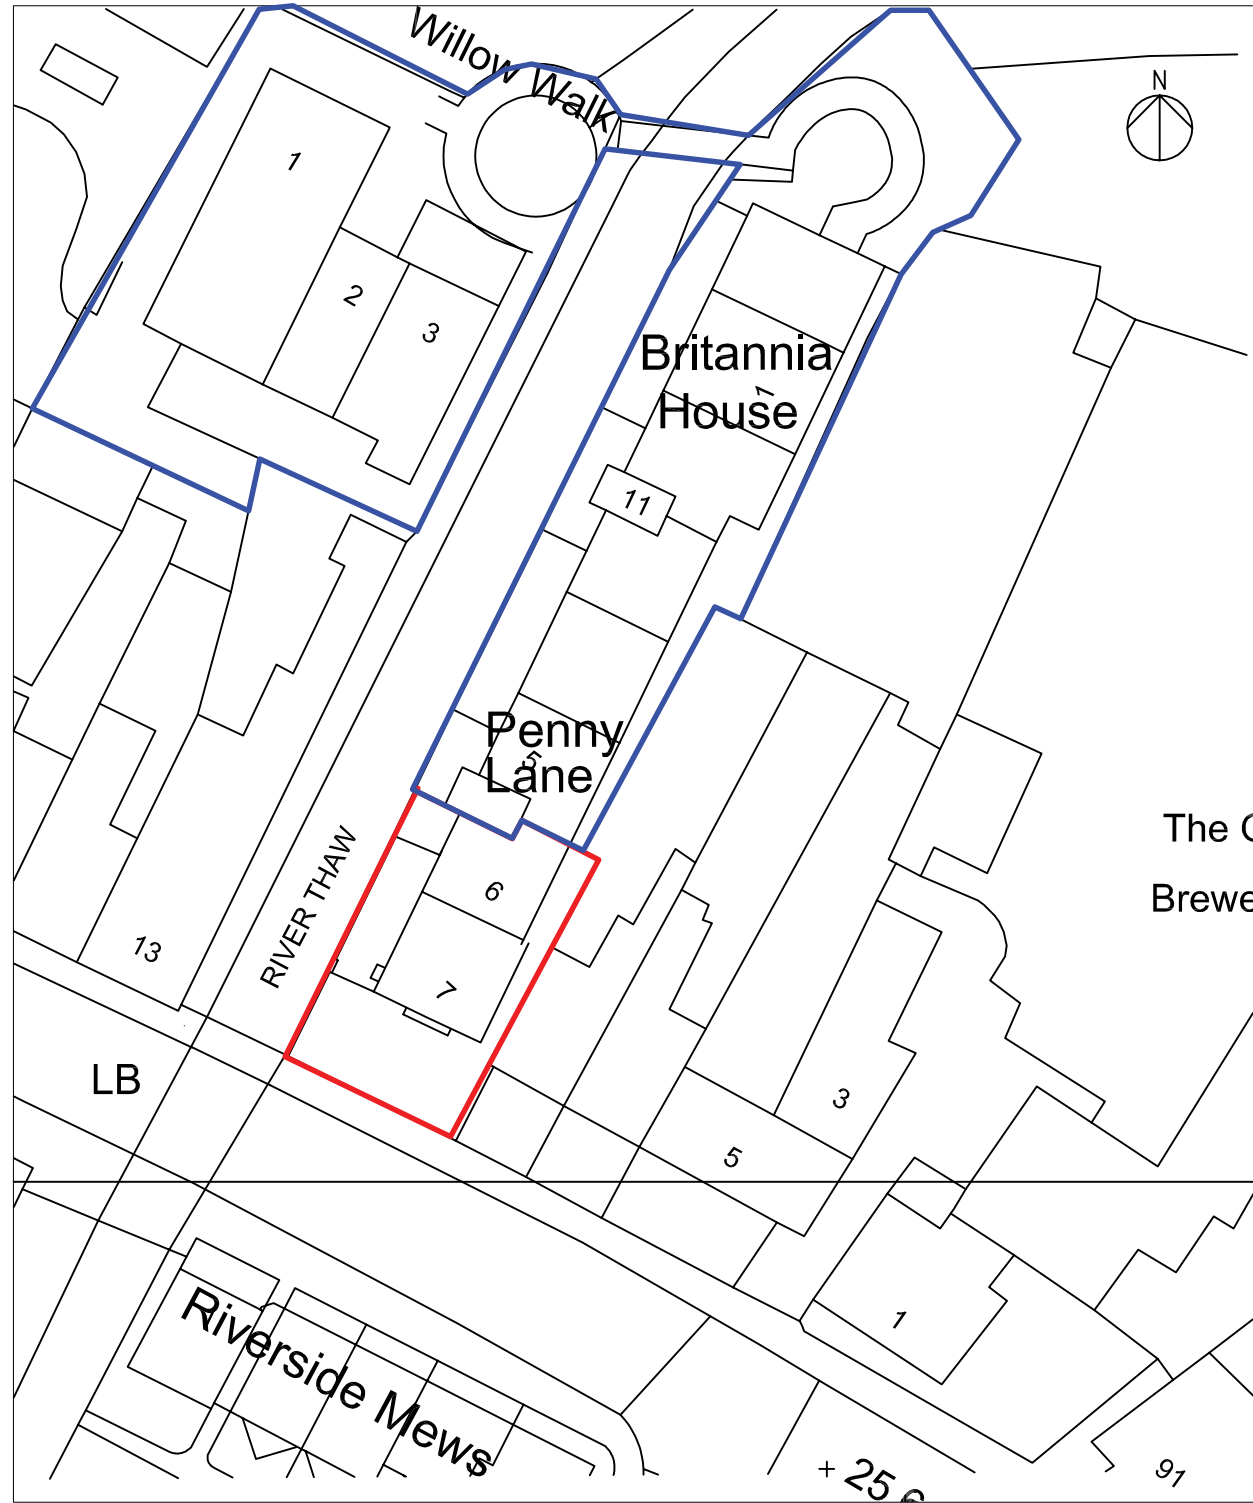 Willow Walk
N
1
2
3
Britannia
House
1
11
Penny
Lane
5
RIVER THAW
6
7
13
The
Brewe
LB
3
5
Riverside Mews
1
+ 25
91